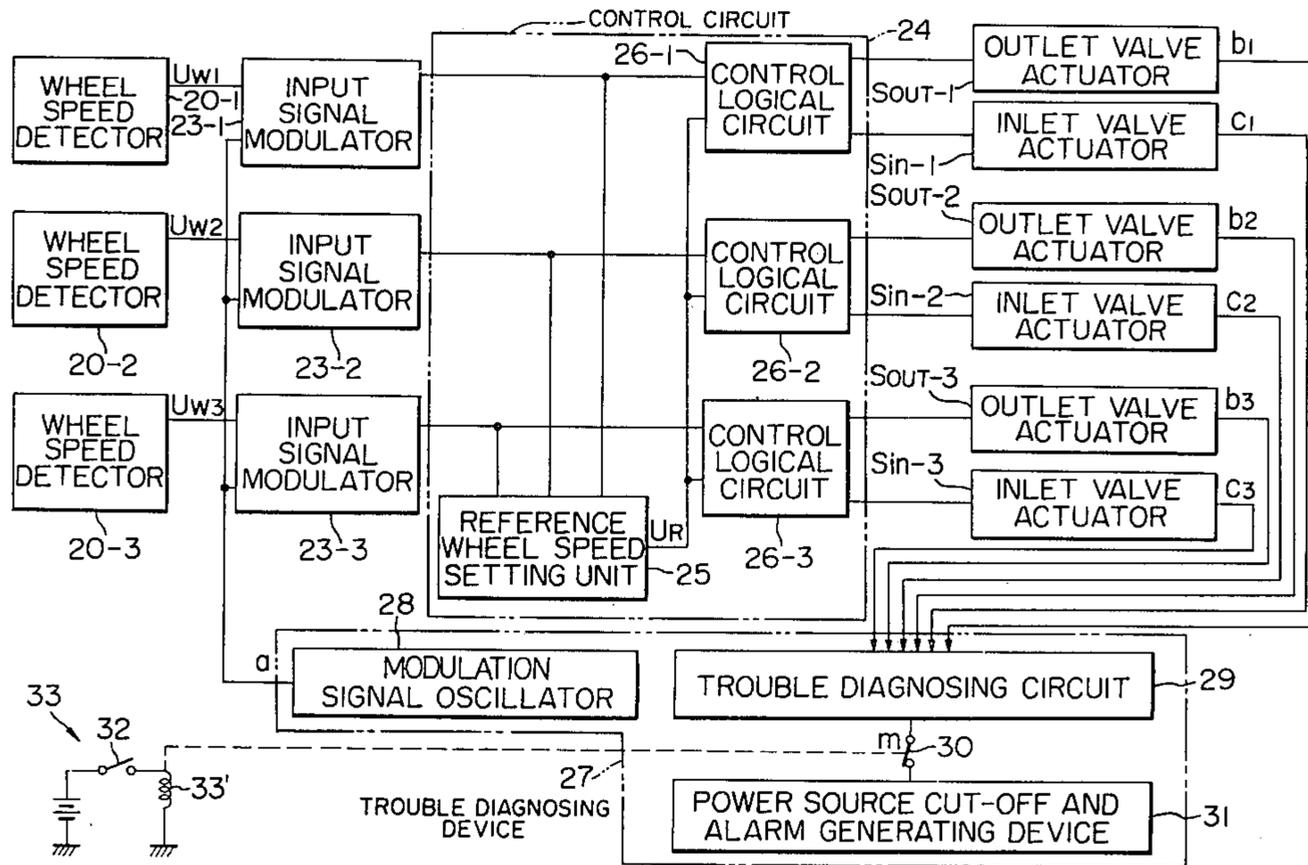 CONTROL CIRCUIT
24
WHEEL
SPEED
DETECTOR
UW1
20-1
23-1
INPUT
SIGNAL
MODULATOR
26-1
CONTROL
LOGICAL
CIRCUIT
OUTLET VALVE
ACTUATOR
b1
SOUT-1
INLET VALVE
ACTUATOR
C1
Sin-1
WHEEL
SPEED
DETECTOR
20-2
UW2
INPUT
SIGNAL
MODULATOR
23-2
CONTROL
LOGICAL
CIRCUIT
26-2
SOUT-2
OUTLET VALVE
ACTUATOR
b2
Sin-2
INLET VALVE
ACTUATOR
C2
WHEEL
SPEED
DETECTOR
20-3
UW3
INPUT
SIGNAL
MODULATOR
23-3
CONTROL
LOGICAL
CIRCUIT
26-3
SOUT-3
OUTLET VALVE
ACTUATOR
b3
Sin-3
INLET VALVE
ACTUATOR
C3
REFERENCE
WHEEL SPEED
SETTING UNIT
UR
25
28
a
MODULATION
SIGNAL OSCILLATOR
TROUBLE DIAGNOSING CIRCUIT
29
m
30
33
32
33'
27
TROUBLE DIAGNOSING
DEVICE
POWER SOURCE CUT-OFF AND
ALARM GENERATING DEVICE
31